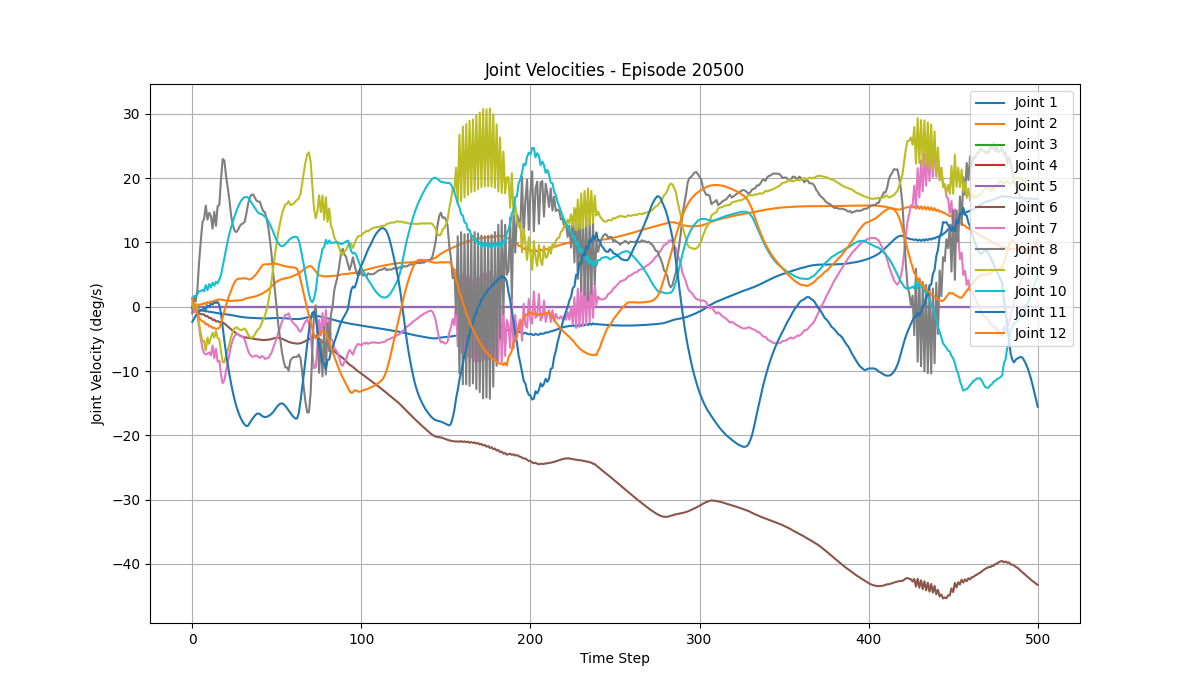 Joint Velocities - Episode 20500
Joint Velocity (deg/s)
30
20
10
0
−10
−20
−30
−40
0
100
200
300
400
500
Time Step
Joint 1
Joint 2
Joint 3
Joint 4
Joint 5
Joint 6
Joint 7
Joint 8
Joint 9
Joint 10
Joint 11
Joint 12